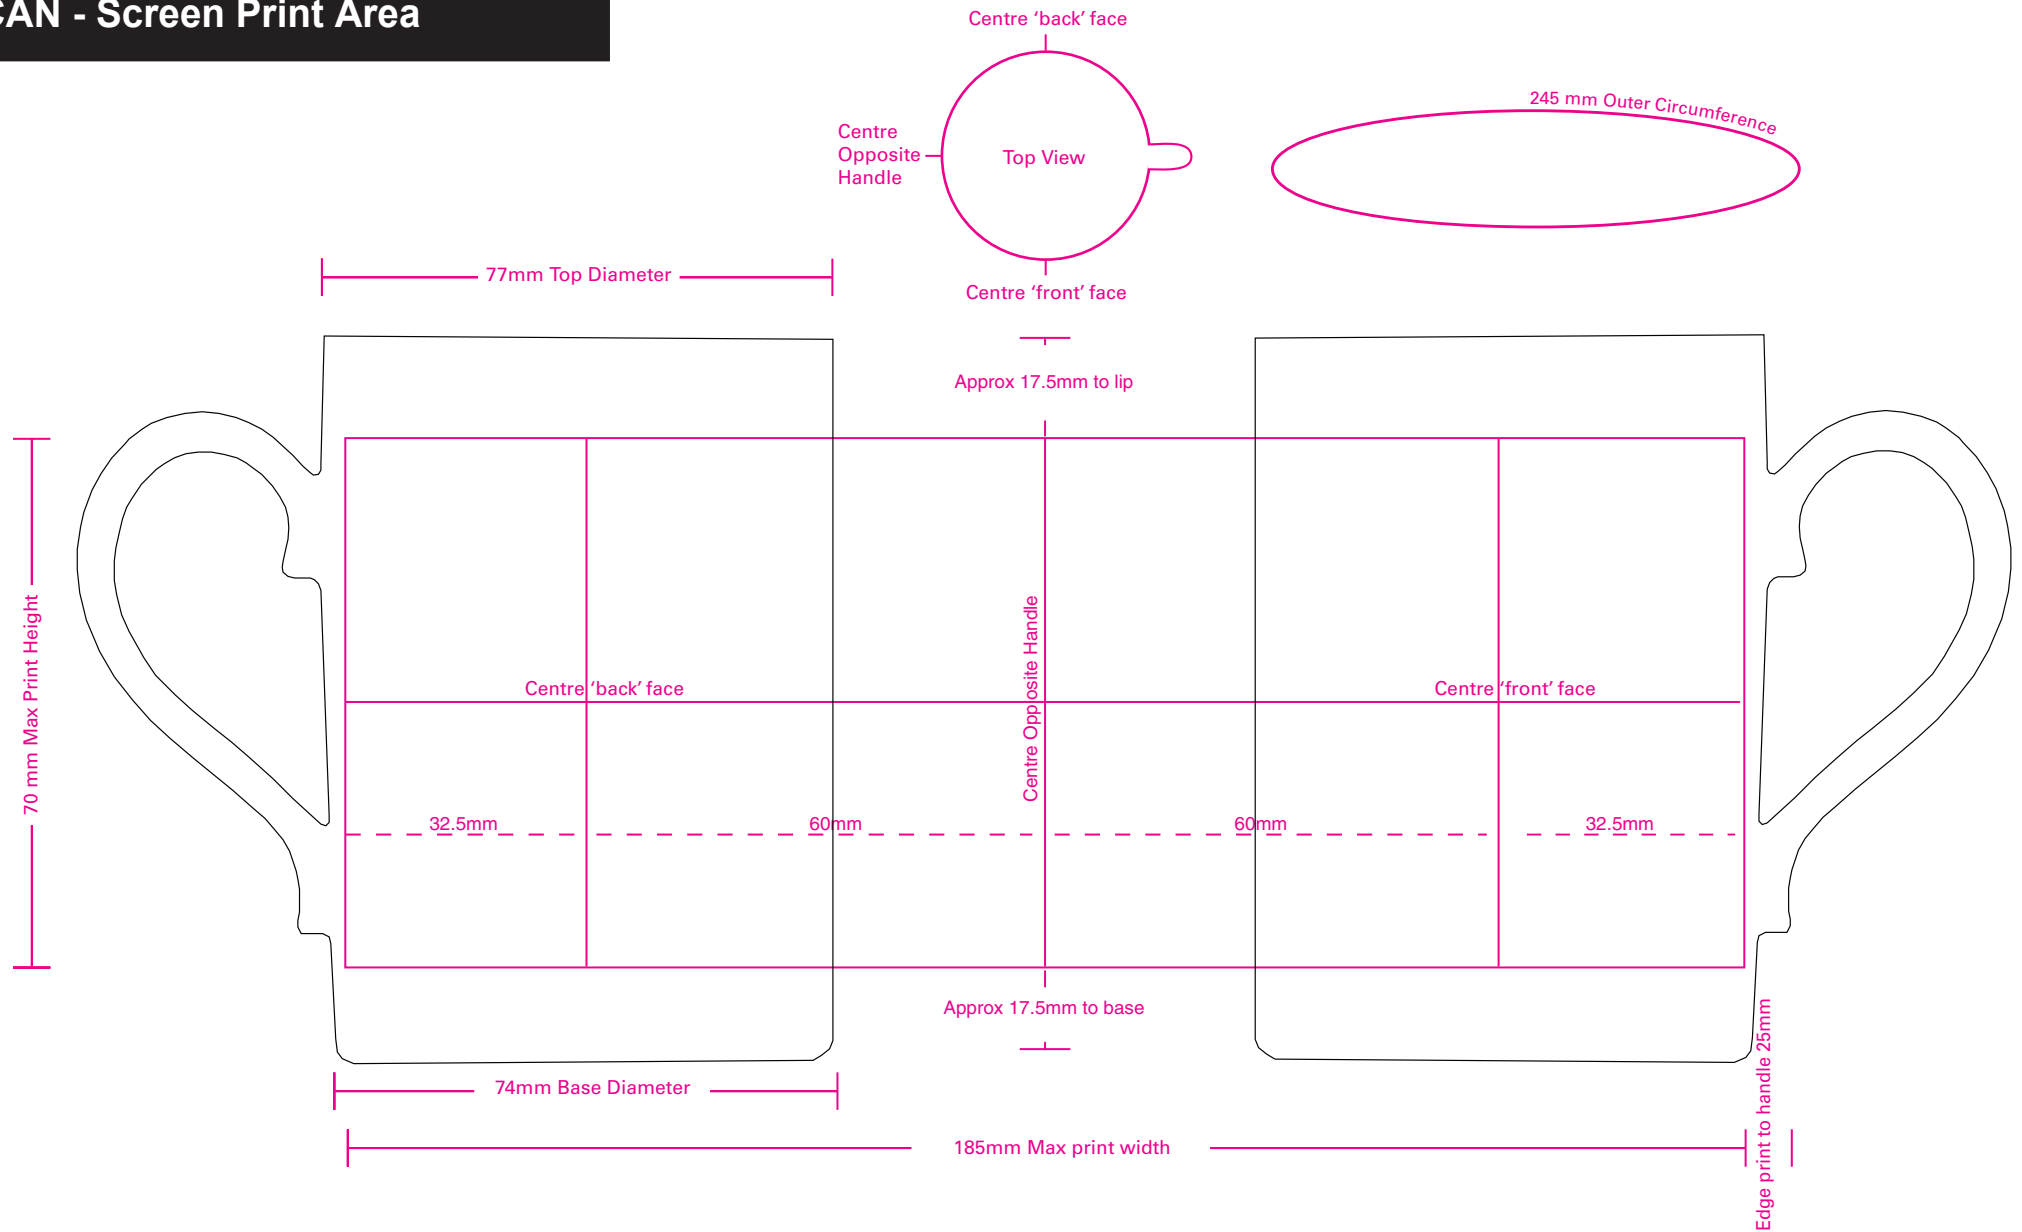 CAN - Screen Print Area
Centre ‘back’ face
245 mm Outer Circumference
Centre
Opposite
Handle
Top View
77mm Top Diameter
Centre ‘front’ face
Approx 17.5mm to lip
70 mm Max Print Height
Centre ‘back’ face
Centre Opposite Handle
Centre ‘front’ face
32.5mm
60mm
60mm
32.5mm
Approx 17.5mm to base
74mm Base Diameter
185mm Max print width
Edge print to handle 25mm